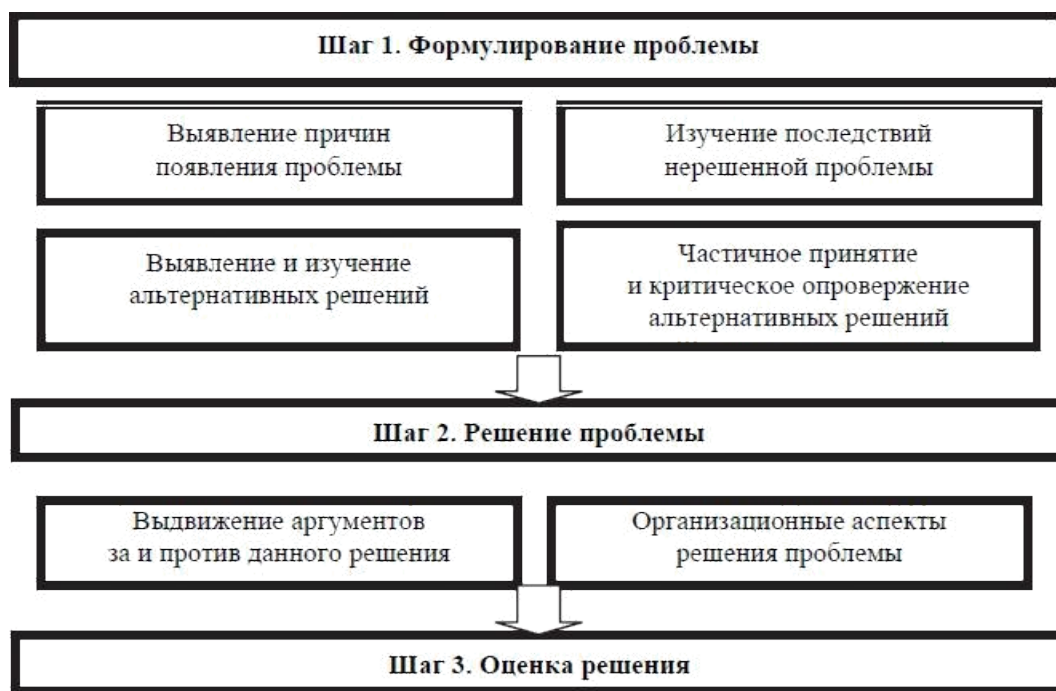 Шаг 1. Формулирование проблемы
Выявление причин
появления проблемы
Изучение последствий
нерешенной проблемы
Выявление и изучение
альтернативных решений
Частичное принятие
и критическое опровержение
альтернативных решений
Шаг 2. Решение проблемы
Выдвижение аргументов
за и против данного решения
Организационные аспекты
решения проблемы
Шаг 3. Оценка решения